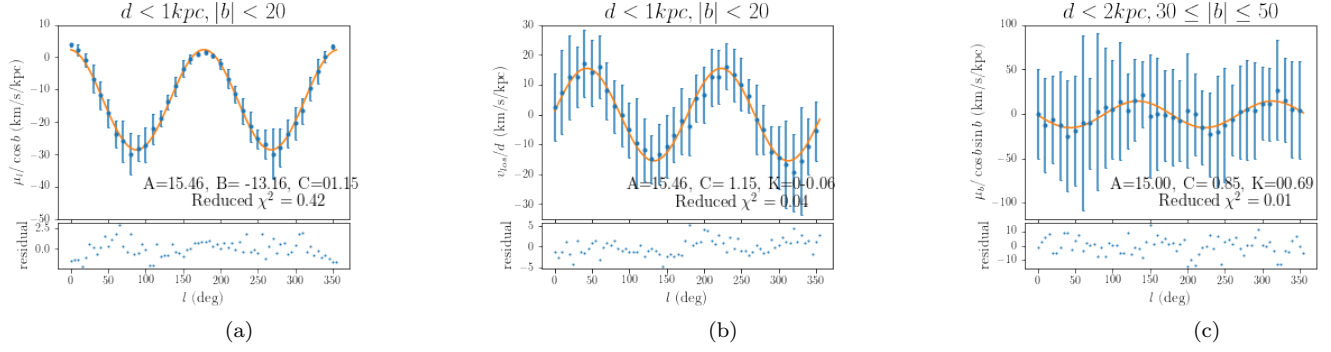 d < 1kpc, |b| < 20
10
0
−10
−20
−30
−40
−50
μ_l/ cos b (km/s/kpc)
A=15.46, B= -13.16, C=01.15
Reduced χ² = 0.42
2.5
0.0
residual
0 50 100 150 200 250 300 350
l (deg)
(a)
d < 1kpc, |b| < 20
30
20
10
0
−10
−20
−30
v_los/d (km/s/kpc)
A=15.46, C= 1.15, K=0-0.06
Reduced χ² = 0.04
5
0
−5
residual
0 50 100 150 200 250 300 350
l (deg)
(b)
d < 2kpc, 30 ≤ |b| ≤ 50
100
50
0
−50
−100
μ_b/ cos b sin b (km/s/kpc)
A=15.00, C= 0.85, K=00.69
Reduced χ² = 0.01
10
0
−10
residual
0 50 100 150 200 250 300 350
l (deg)
(c)